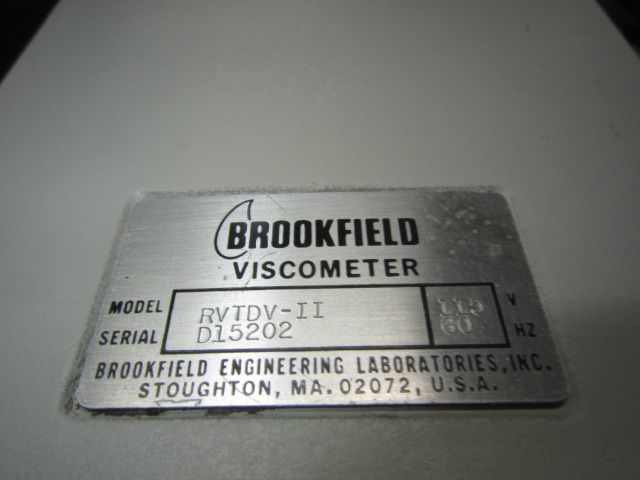 BROOKFIELD
VISCOMETER
MODEL RVTDV-II 115 V
SERIAL D15202 60 HZ
BROOKFIELD ENGINEERING LABORATORIES, INC.
STOUGHTON, MA. 02072, U.S.A.